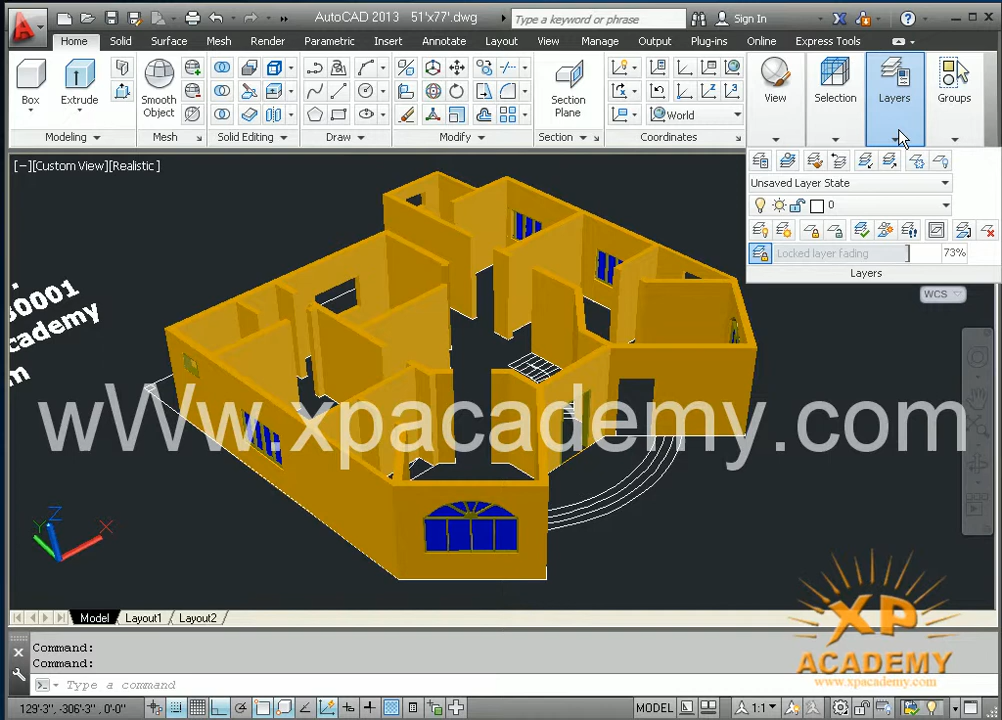 AutoCAD 2013 51'x77'.dwg
Type a keyword or phrase
Sign In
Home Solid Surface Mesh Render Parametric Insert Annotate Layout View Manage Output Plug-ins Online Express Tools
Box
Extrude
Smooth
Object
Section
Plane
World
View
Selection
Layers
Groups
Modeling
Mesh
Solid Editing
Draw
Modify
Section
Coordinates
[−][Custom View][Realistic]
Unsaved Layer State
0
Locked layer fading 73%
Layers
WCS
0001
cademy
m
wWw.xpacademy.com
X
Y
Z
XP
ACADEMY
www.xpacademy.com
Model Layout1 Layout2
Command:
Command:
Type a command
129'-3", -306'-3", 0'-0"
MODEL
1:1